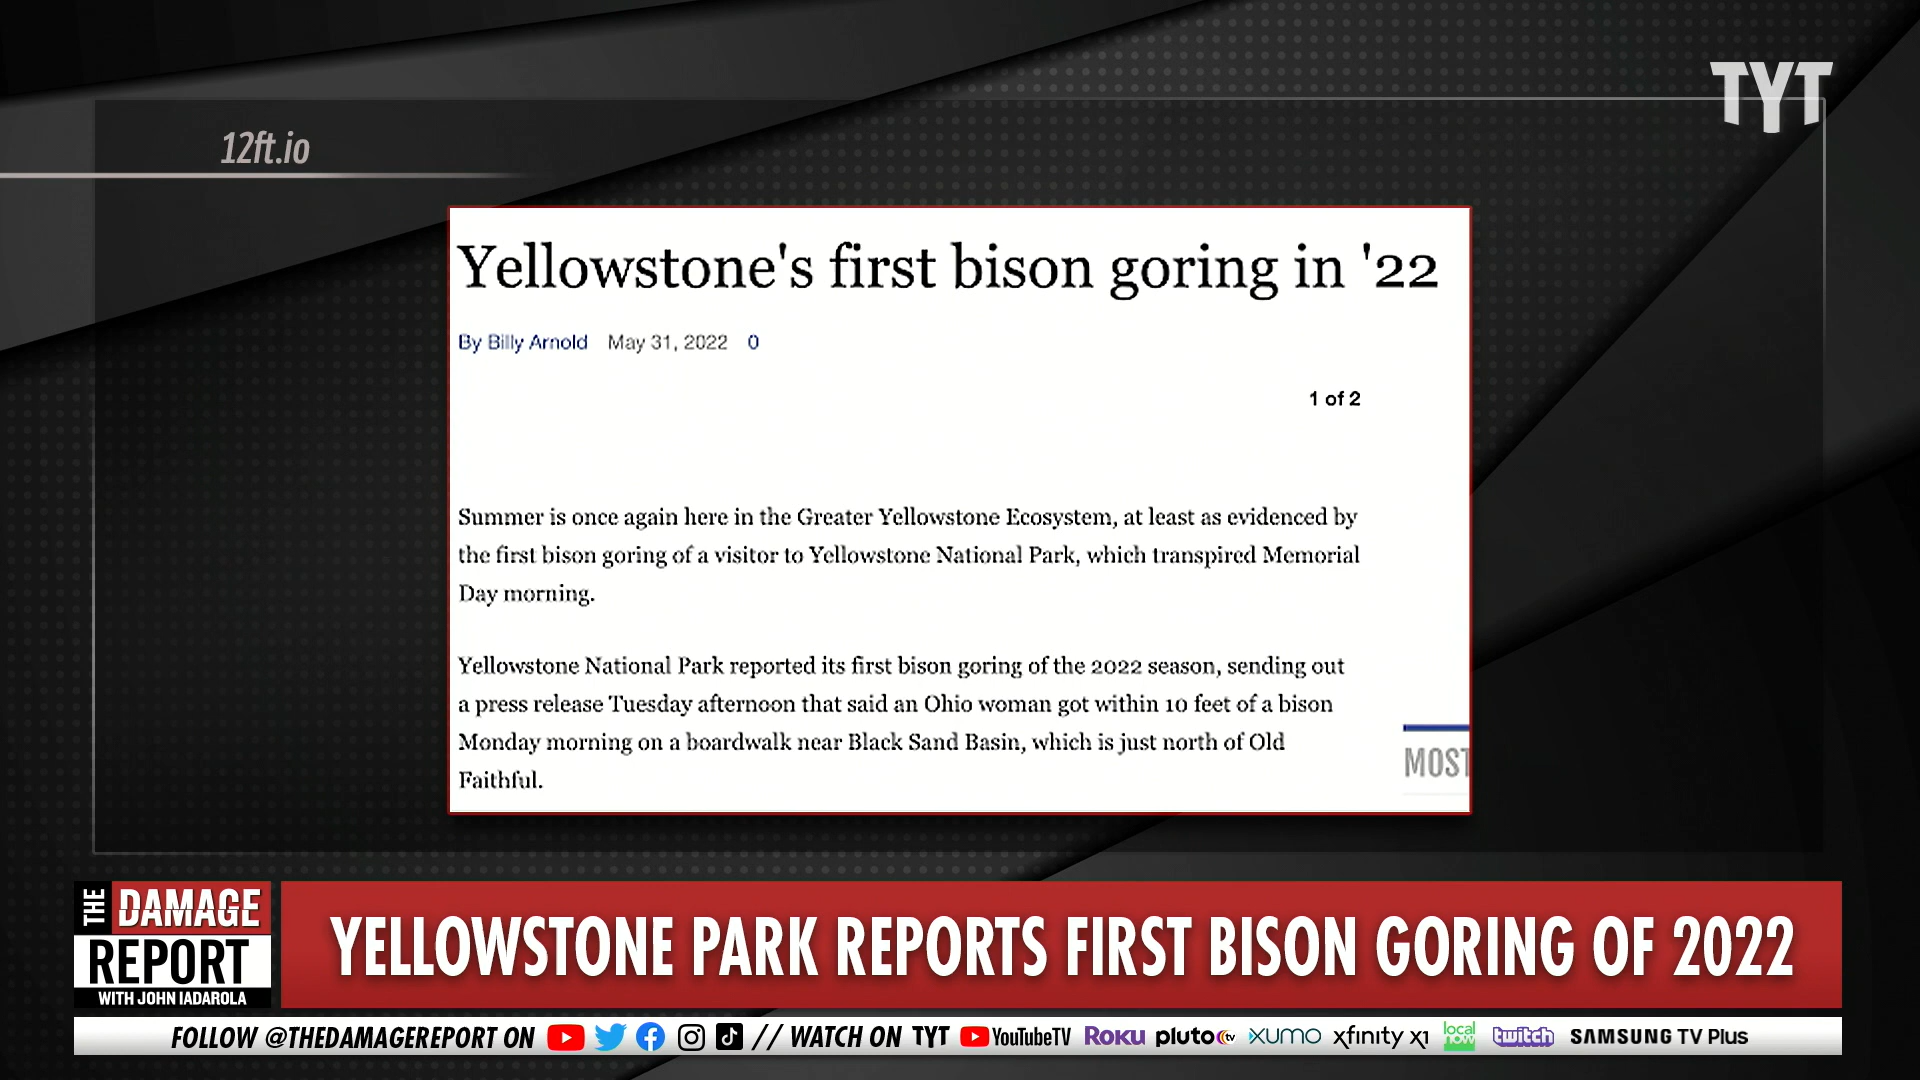 TYT
12ft.io
Yellowstone's first bison goring in '22
By Billy Arnold May 31, 2022 0
1 of 2
Summer is once again here in the Greater Yellowstone Ecosystem, at least as evidenced by
the first bison goring of a visitor to Yellowstone National Park, which transpired Memorial
Day morning.
Yellowstone National Park reported its first bison goring of the 2022 season, sending out
a press release Tuesday afternoon that said an Ohio woman got within 10 feet of a bison
Monday morning on a boardwalk near Black Sand Basin, which is just north of Old
Faithful.
MOST
THE DAMAGE
REPORT
WITH JOHN IADAROLA
YELLOWSTONE PARK REPORTS FIRST BISON GORING OF 2022
FOLLOW @THEDAMAGEREPORT ON // WATCH ON TYT YouTubeTV Roku pluto tv xumo xfinity x1 local now twitch SAMSUNG TV Plus